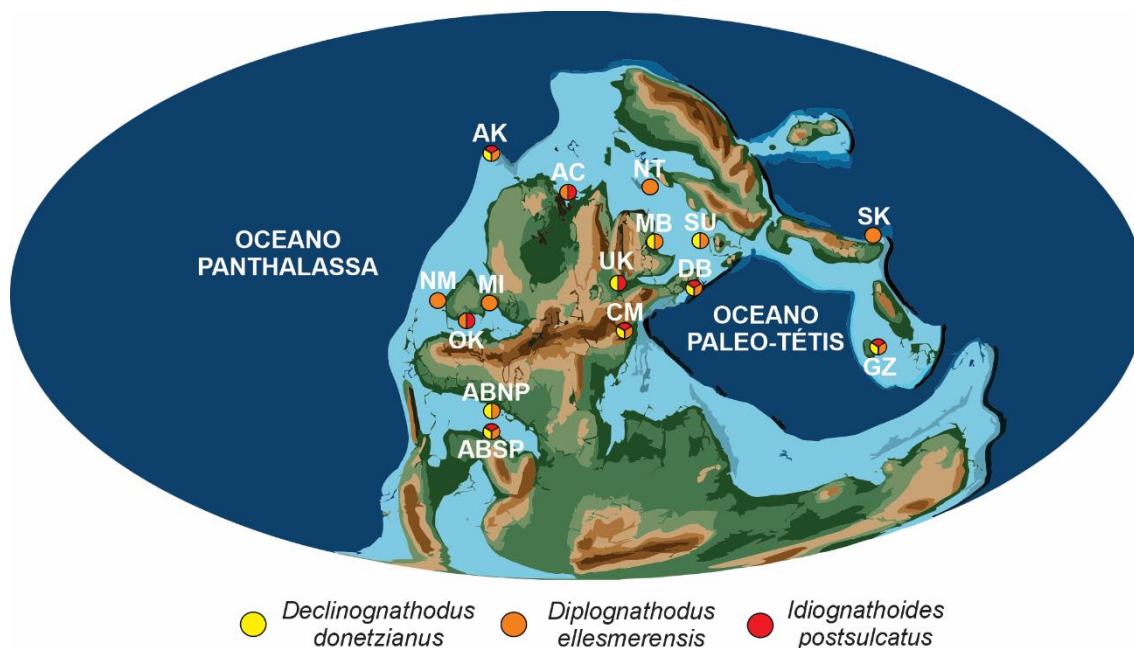 AK
AC
NT
MB SU
SK
OCEANO
PANTHALASSA
UK
DB
NM MI
OK
CM
OCEANO
PALEO-TÉTIS
GZ
ABNP
ABSP
Declinognathodus
donetzianus
Diplognathodus
ellesmerensis
Idiognathoides
postsulcatus